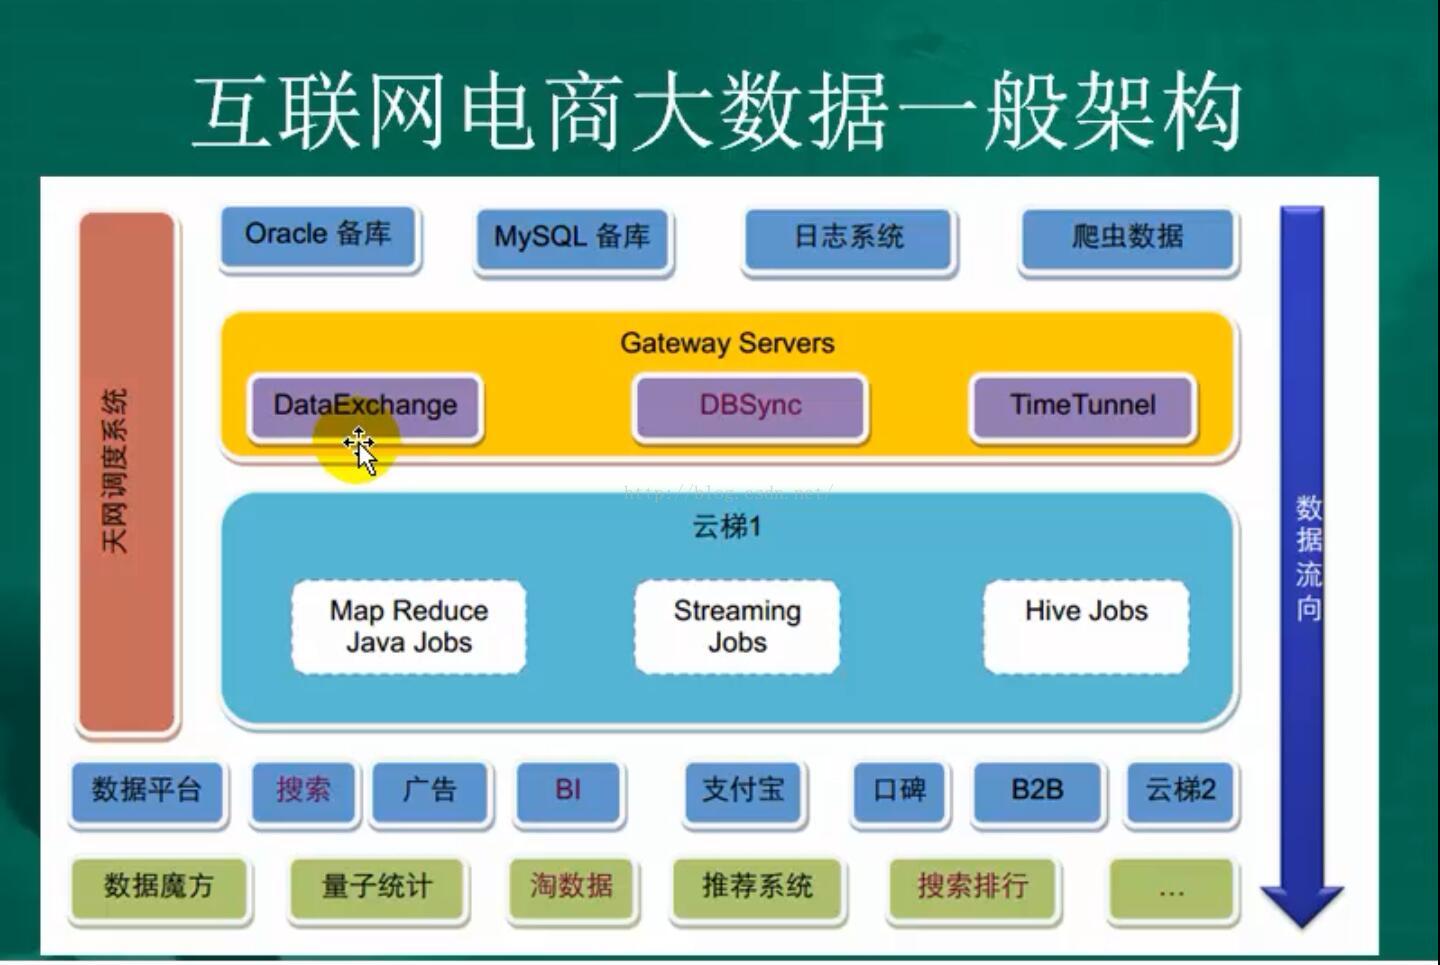 互联网电商大数据一般架构
Oracle 备库
MySQL 备库
日志系统
爬虫数据
天网调度系统
Gateway Servers
DataExchange
DBSync
TimeTunnel
http://blog.csdn.net/
云梯1
Map Reduce
Java Jobs
Streaming
Jobs
Hive Jobs
数据流向
数据平台
搜索
广告
BI
支付宝
口碑
B2B
云梯2
数据魔方
量子统计
淘数据
推荐系统
搜索排行
...